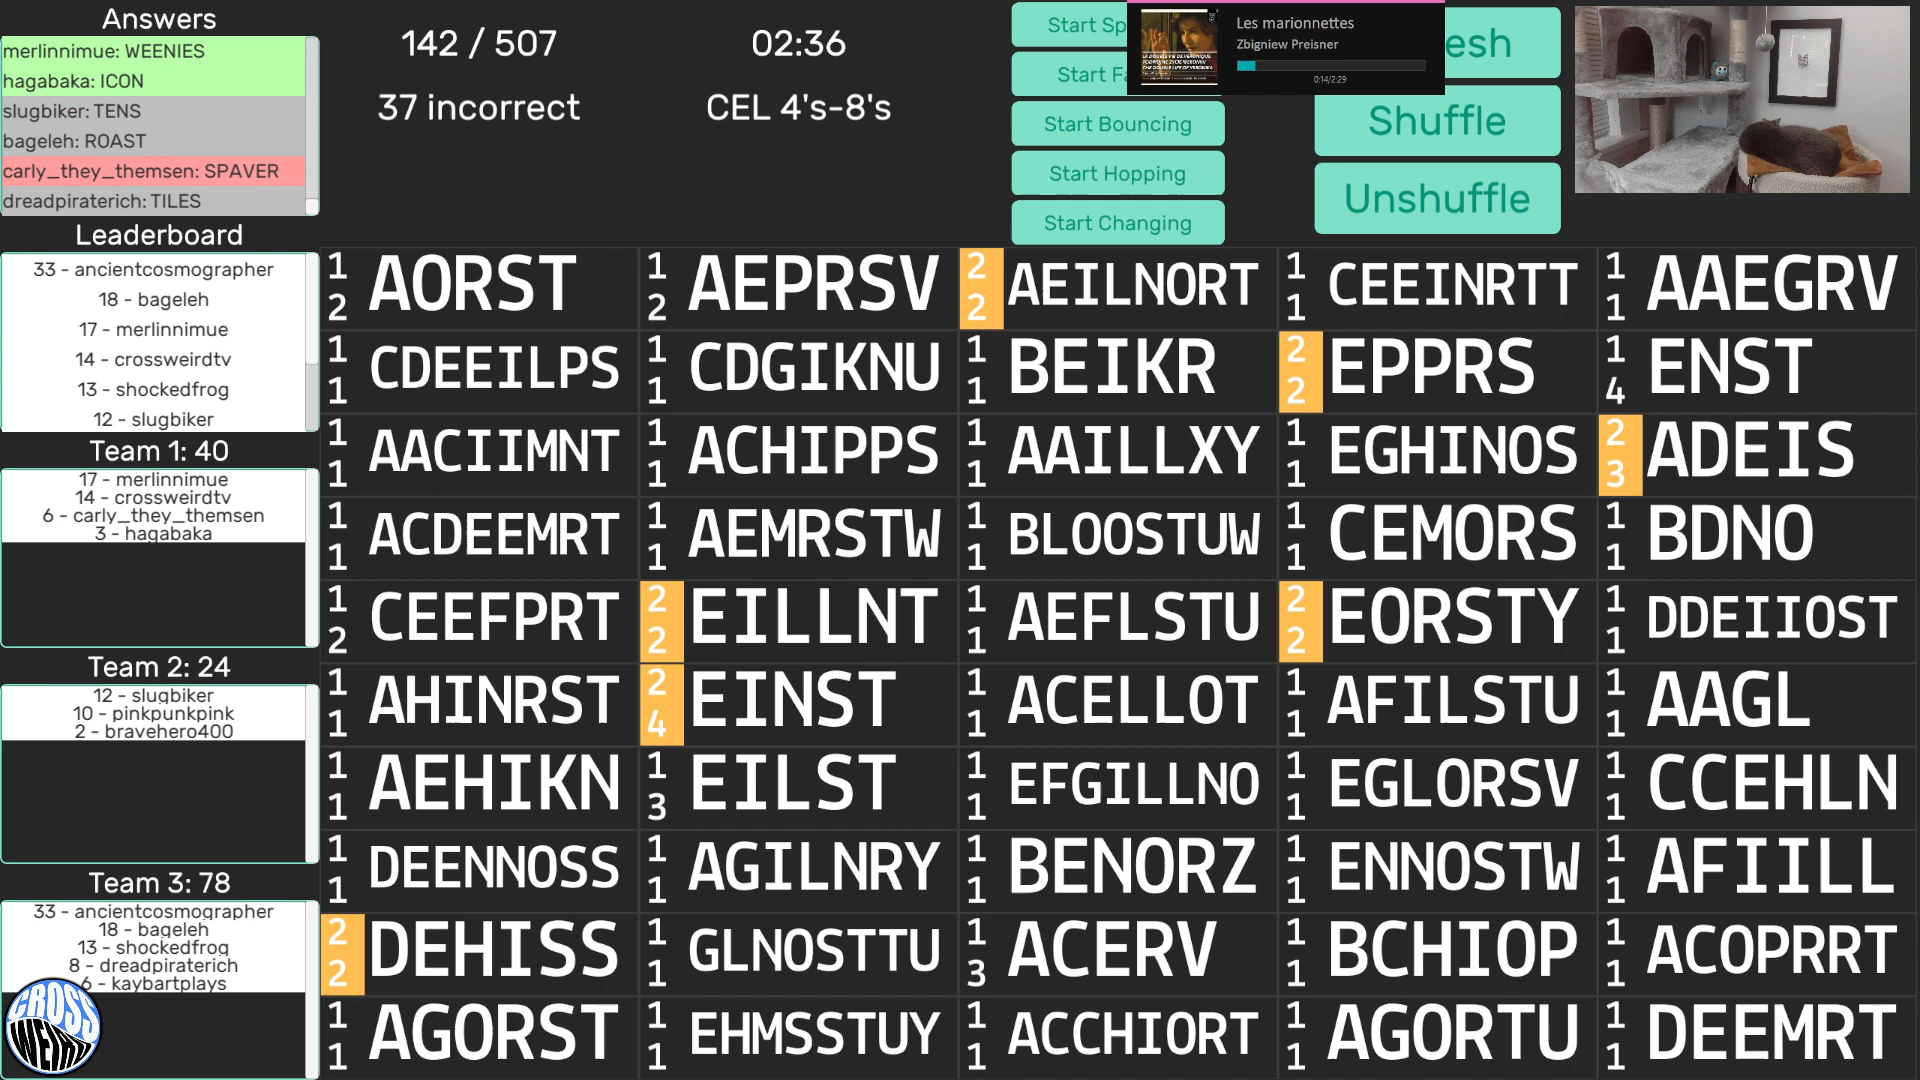 Answers
merlinnimue: WEENIES
hagabaka: ICON
slugbiker: TENS
bageleh: ROAST
carly_they_themsen: SPAVER
dreadpiraterich: TILES
142 / 507
37 incorrect
02:36
CEL 4's-8's
Start Sp
Start Fa
Start Bouncing
Start Hopping
Start Changing
Les marionnettes
Zbigniew Preisner
0:14/2:29
esh
Shuffle
Unshuffle
Leaderboard
33 - ancientcosmographer
18 - bageleh
17 - merlinnimue
14 - crossweirdtv
13 - shockedfrog
12 - slugbiker
Team 1: 40
17 - merlinnimue
14 - crossweirdtv
6 - carly_they_themsen
3 - hagabaka
Team 2: 24
12 - slugbiker
10 - pinkpunkpink
2 - bravehero400
Team 3: 78
33 - ancientcosmographer
18 - bageleh
13 - shockedfrog
8 - dreadpiraterich
6 - kaybartplays
CROSS
WEIRD
1 2 AORST
1 2 AEPRSV
2 2 AEILNORT
1 1 CEEINRTT
1 1 AAEGRV
1 1 CDEEILPS
1 1 CDGIKNU
1 1 BEIKR
2 2 EPPRS
1 4 ENST
1 1 AACIIMNT
1 1 ACHIPPS
1 1 AAILLXY
1 1 EGHINOS
2 3 ADEIS
1 1 ACDEEMRT
1 1 AEMRSTW
1 1 BLOOSTUW
1 1 CEMORS
1 1 BDNO
1 2 CEEFPRT
2 2 EILLNT
1 1 AEFLSTU
2 2 EORSTY
1 1 DDEIIOST
1 1 AHINRST
2 4 EINST
1 1 ACELLOT
1 1 AFILSTU
1 1 AAGL
1 1 AEHIKN
1 3 EILST
1 1 EFGILLNO
1 1 EGLORSV
1 1 CCEHLN
1 1 DEENNOSS
1 1 AGILNRY
1 1 BENORZ
1 1 ENNOSTW
1 1 AFIILL
2 2 DEHISS
1 1 GLNOSTTU
1 3 ACERV
1 1 BCHIOP
1 1 ACOPRRT
1 1 AGORST
1 1 EHMSSTUY
1 1 ACCHIORT
1 1 AGORTU
1 1 DEEMRT